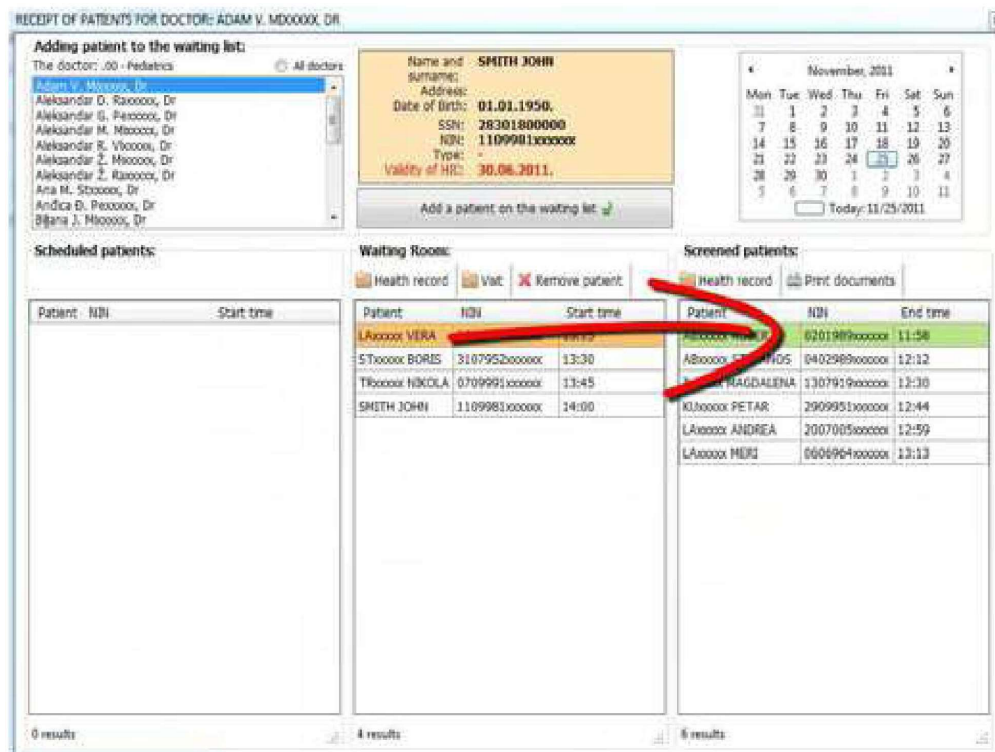 RECEIPT OF PATIENTS FOR DOCTOR: ADAM V. MIXXXXX, DR
Adding patient to the waiting list:
The doctor: .00 - Pediatrics All doctors
Adam V. Mxxxxx, Dr
Aleksandar D. Raxxxxx, Dr
Aleksandar G. Pexxxxx, Dr
Aleksandar M. Mxxxxx, Dr
Aleksandar R. Vxxxxx, Dr
Aleksandar Ž. Mxxxxx, Dr
Aleksandar Ž. Raxxxxx, Dr
Ana M. Stxxxxx, Dr
Anđica Đ. Pexxxxx, Dr
Biljana J. Mxxxxx, Dr
Name and surname: SMITH JOHN
Address:
Date of Birth: 01.01.1950.
SSN: 28301800000
NIN: 1109981xxxxxx
Type: -
Validity of HIC: 30.06.2011.
Add a patient on the waiting list
November, 2011
Mon Tue Wed Thu Fri Sat Sun
31 1 2 3 4 5 6
7 8 9 10 11 12 13
14 15 16 17 18 19 20
21 22 23 24 25 26 27
28 29 30 1 2 3 4
5 6 7 8 9 10 11
Today: 11/25/2011
Scheduled patients:
Patient NIN Start time
0 results
Waiting Room:
Health record Visit Remove patient
Patient NIN Start time
LAxxxxx VERA
STxxxxx BORIS 3107952xxxxxx 13:30
TRxxxxx NIKOLA 0709991xxxxxx 13:45
SMITH JOHN 1109981xxxxxx 14:00
4 results
Screened patients:
Health record Print documents
Patient NIN End time
0201989xxxxxx 11:58
0402989xxxxxx 12:12
MAGDALENA 1307919xxxxxx 12:30
KUxxxxx PETAR 2909951xxxxxx 12:44
LAxxxxx ANDREA 2007005xxxxxx 12:59
LAxxxxx MERI 0606964xxxxxx 13:13
6 results